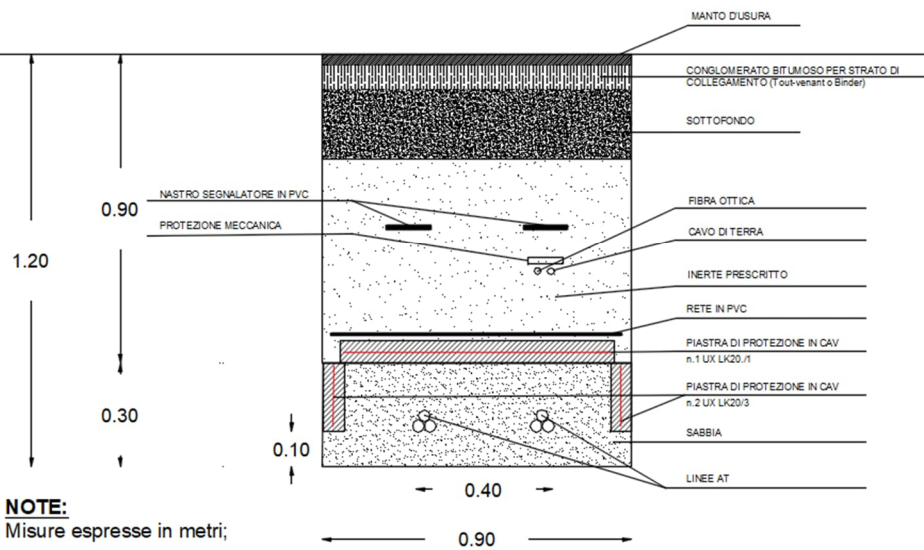 MANTO D'USURA
CONGLOMERATO BITUMOSO PER STRATO DI
COLLEGAMENTO (Tout-venant o Binder)
SOTTOFONDO
NASTRO SEGNALATORE IN PVC
PROTEZIONE MECCANICA
FIBRA OTTICA
CAVO DI TERRA
INERTE PRESCRITTO
RETE IN PVC
PIASTRA DI PROTEZIONE IN CAV
n.1 UX LK20./1
PIASTRA DI PROTEZIONE IN CAV
n.2 UX LK20/3
SABBIA
LINEE AT
1.20
0.90
0.30
0.10
0.40
0.90
NOTE:
Misure espresse in metri;